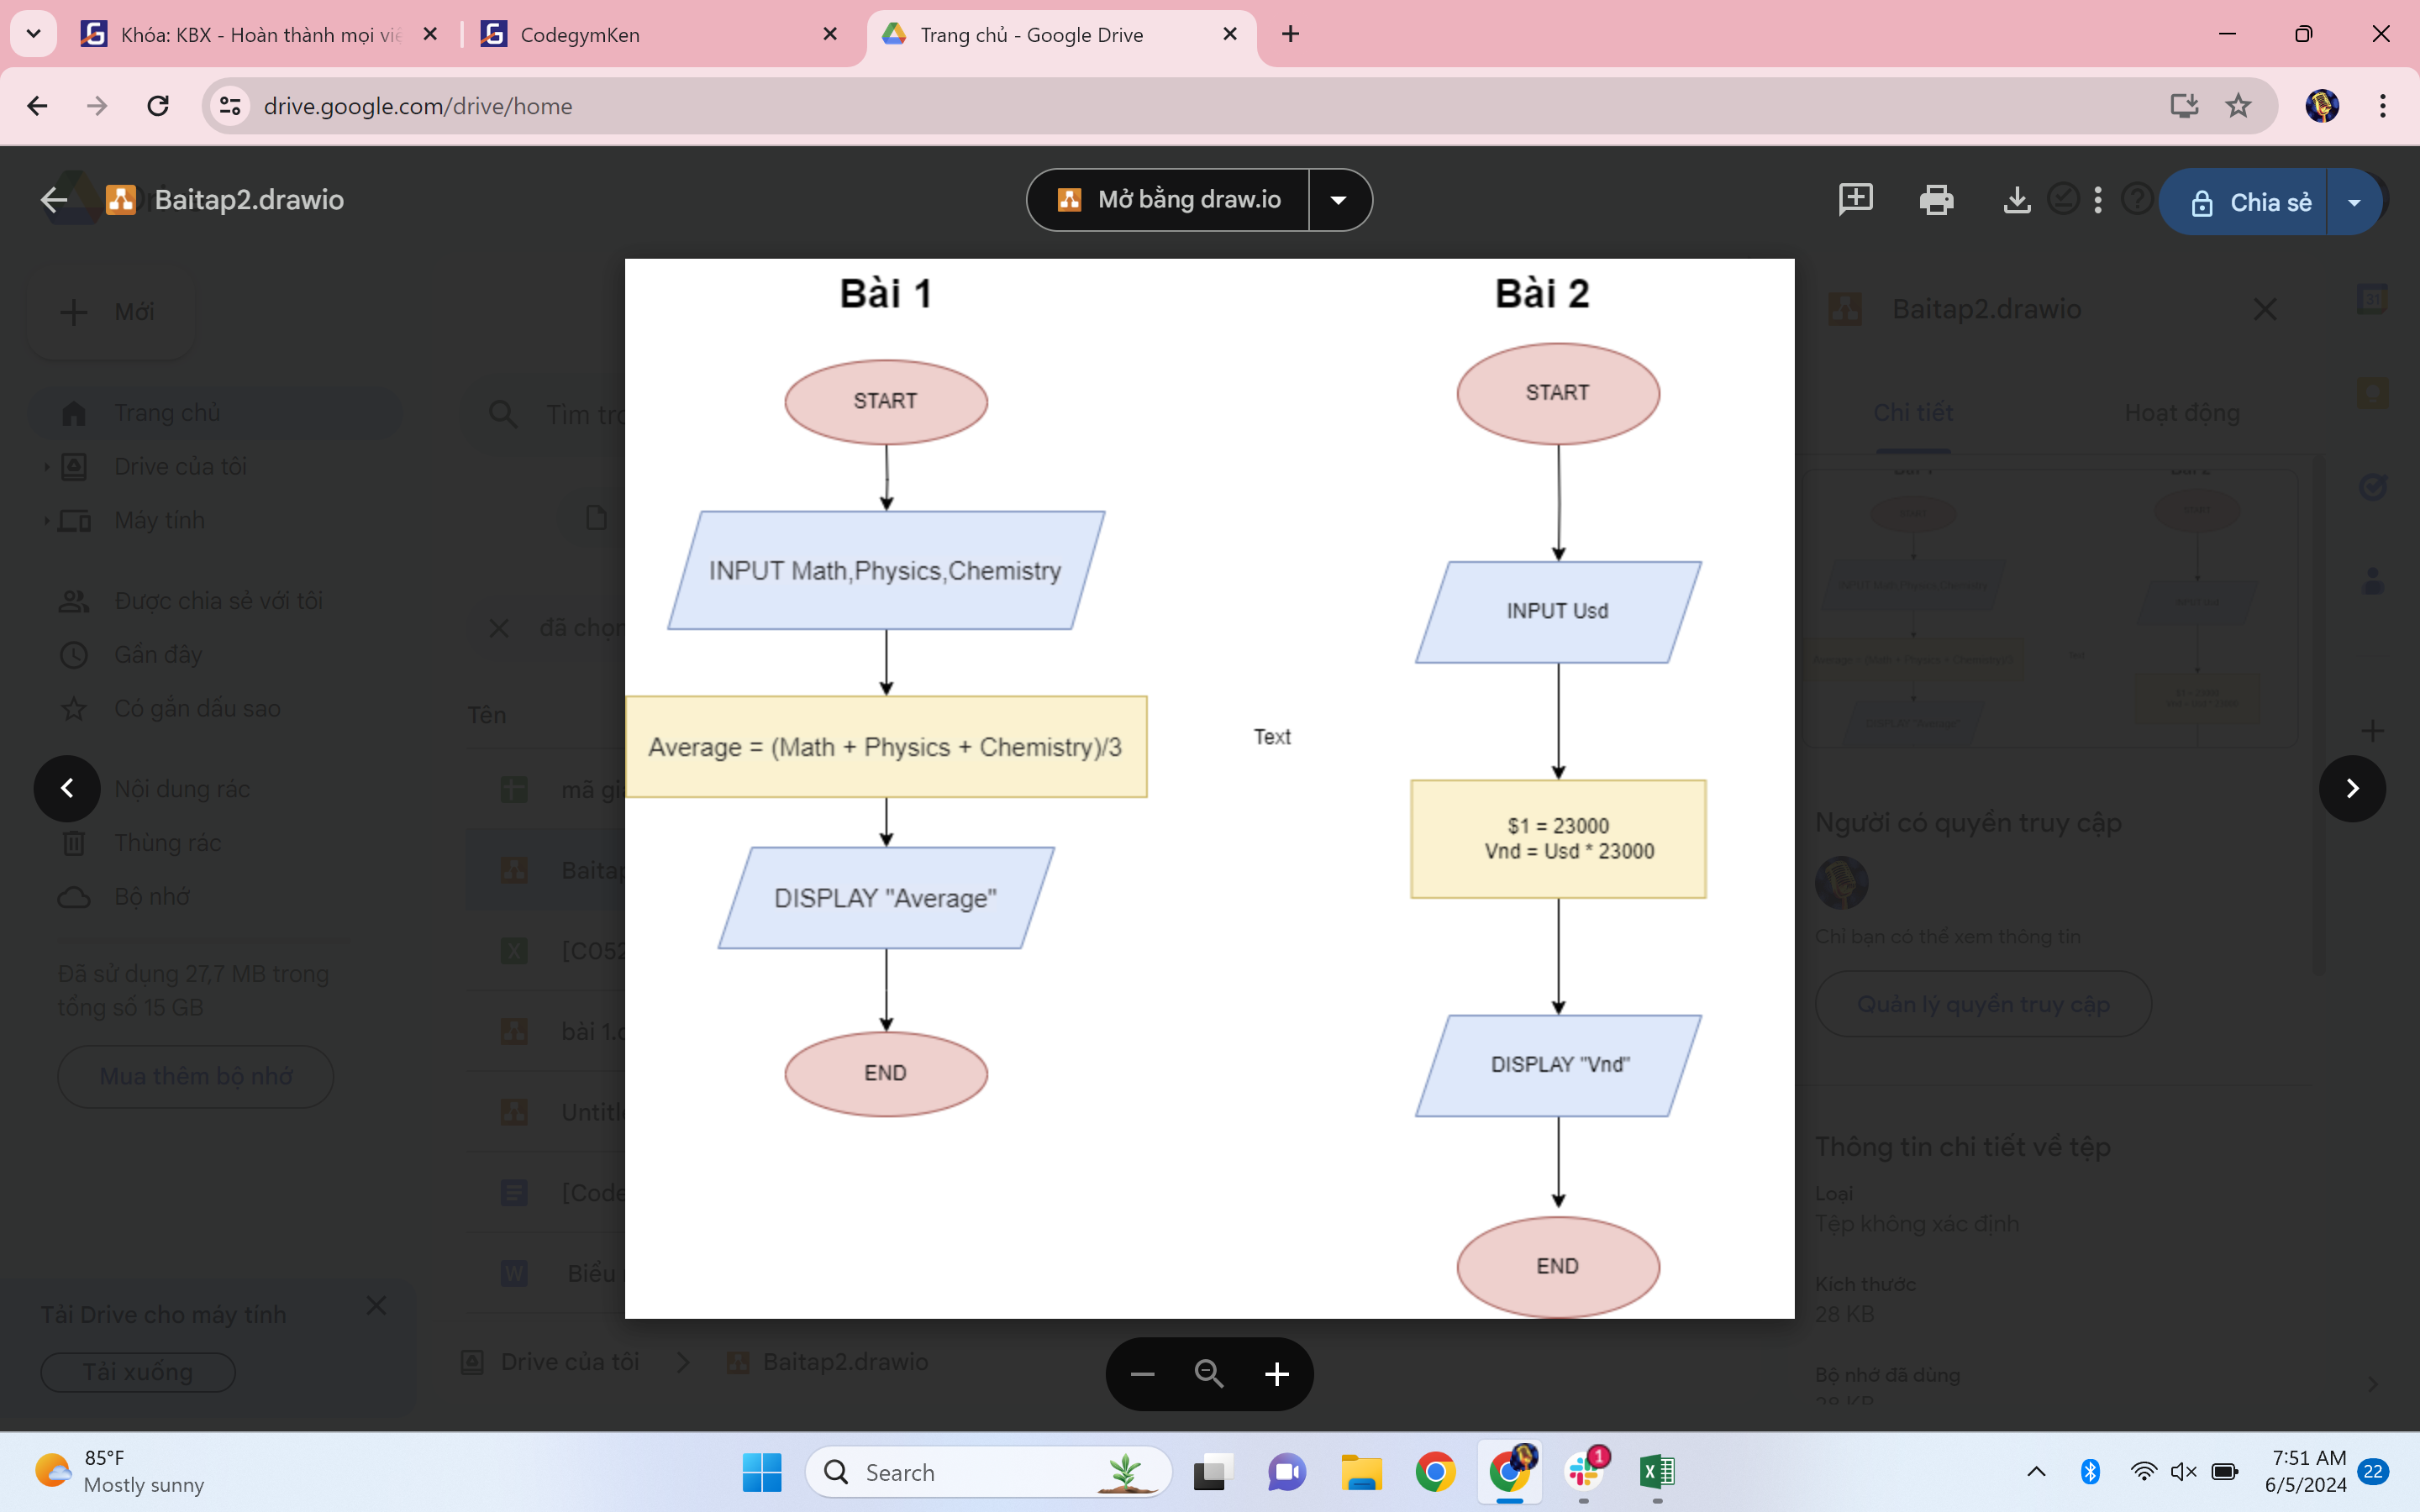 Khóa: KBX - Hoàn thành mọi việ
CodegymKen
Trang chủ - Google Drive
drive.google.com/drive/home
Baitap2.drawio
Mở bằng draw.io
Chia sẻ
Mới
Trang chủ
Drive của tôi
Máy tính
Được chia sẻ với tôi
Gần đây
Có gắn dấu sao
Nội dung rác
Thùng rác
Bộ nhớ
Đã sử dụng 27,7 MB trong
tổng số 15 GB
Mua thêm bộ nhớ
Tải Drive cho máy tính
Tải xuống
Tìm
đã chọn
Tên
mã
[C052
bài 1.
Biểu
Drive của tôi
Baitap2.drawio
Bài 1
START
INPUT Math,Physics,Chemistry
Average = (Math + Physics + Chemistry)/3
DISPLAY "Average"
END
Text
Bài 2
START
INPUT Usd
$1 = 23000
Vnd = Usd * 23000
DISPLAY "Vnd"
END
Baitap2.drawio
Chi tiết
Hoạt động
Người có quyền truy cập
Chỉ bạn có thể xem thông tin
Quản lý quyền truy cập
Thông tin chi tiết về tệp
Loại
Tệp không xác định
Kích thước
28 KB
Bộ nhớ đã dùng
28 KB
85°F
Mostly sunny
Search
1
7:51 AM
6/5/2024
22